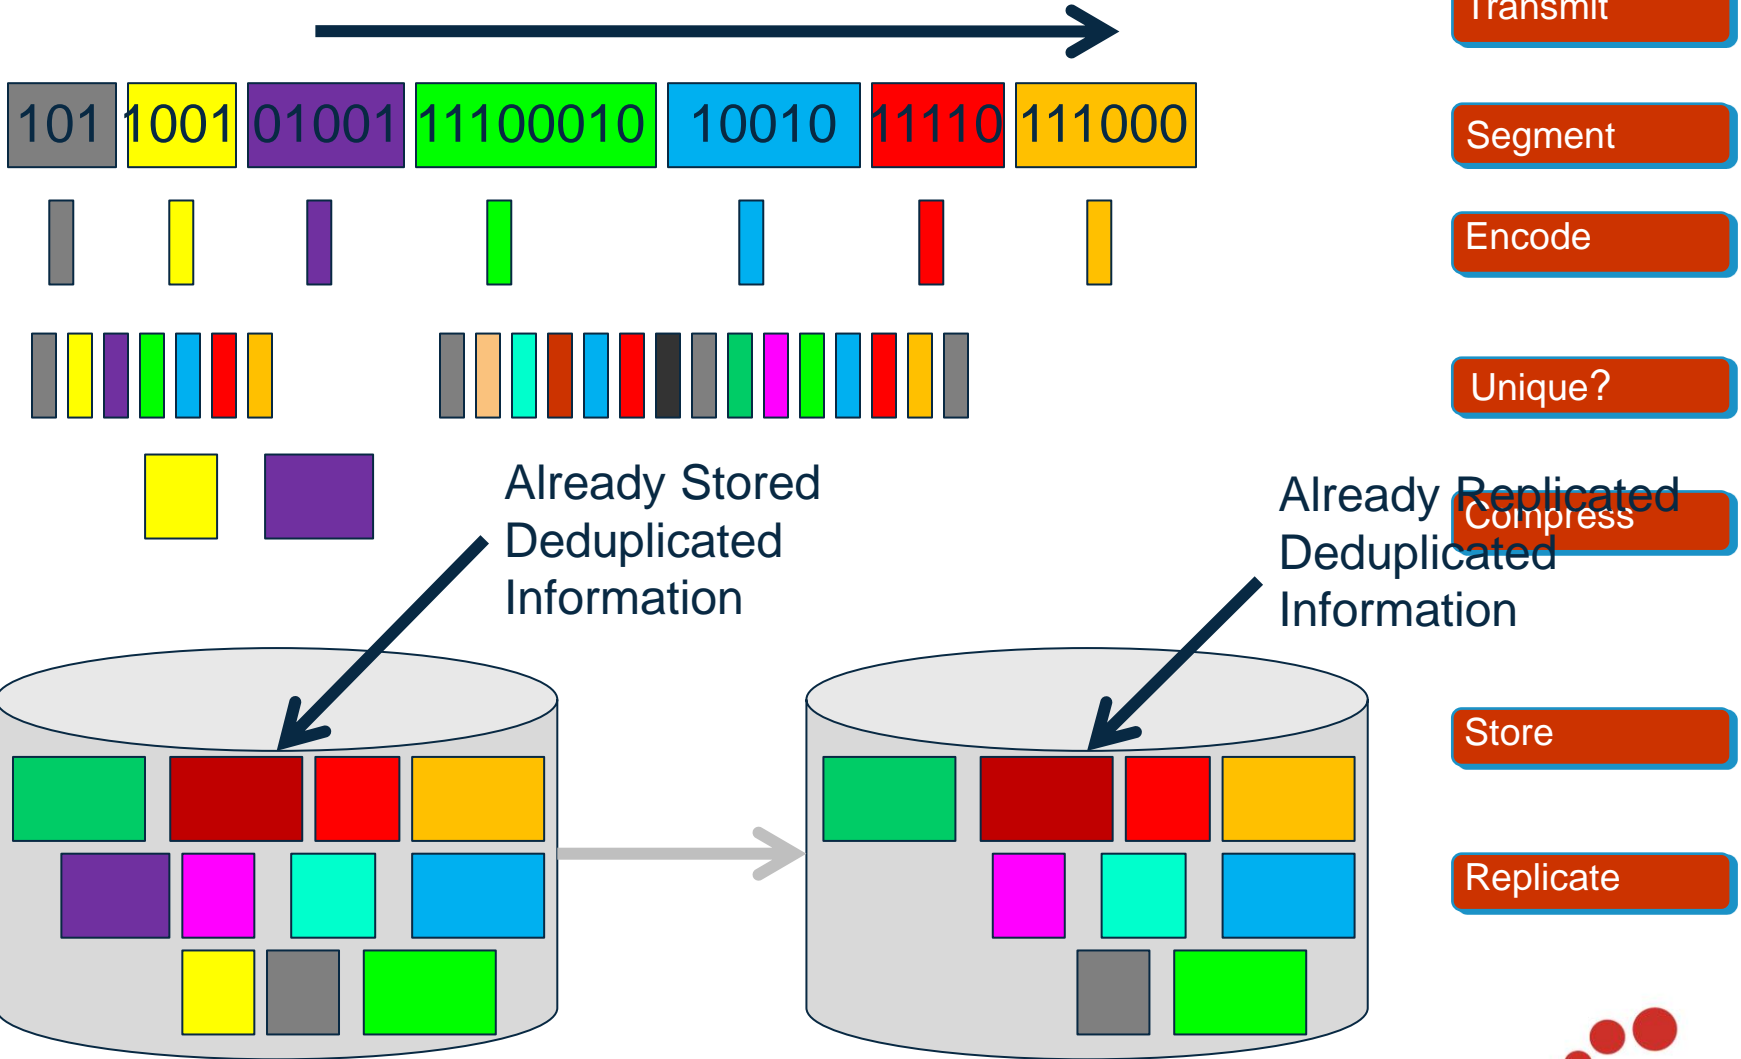 Transmit
101 1001 01001 11100010 10010 11110 111000
Segment
Encode
Unique?
Already Stored
Deduplicated
Information
Already Replicated
Deduplicated
Information
Compress
Store
Replicate